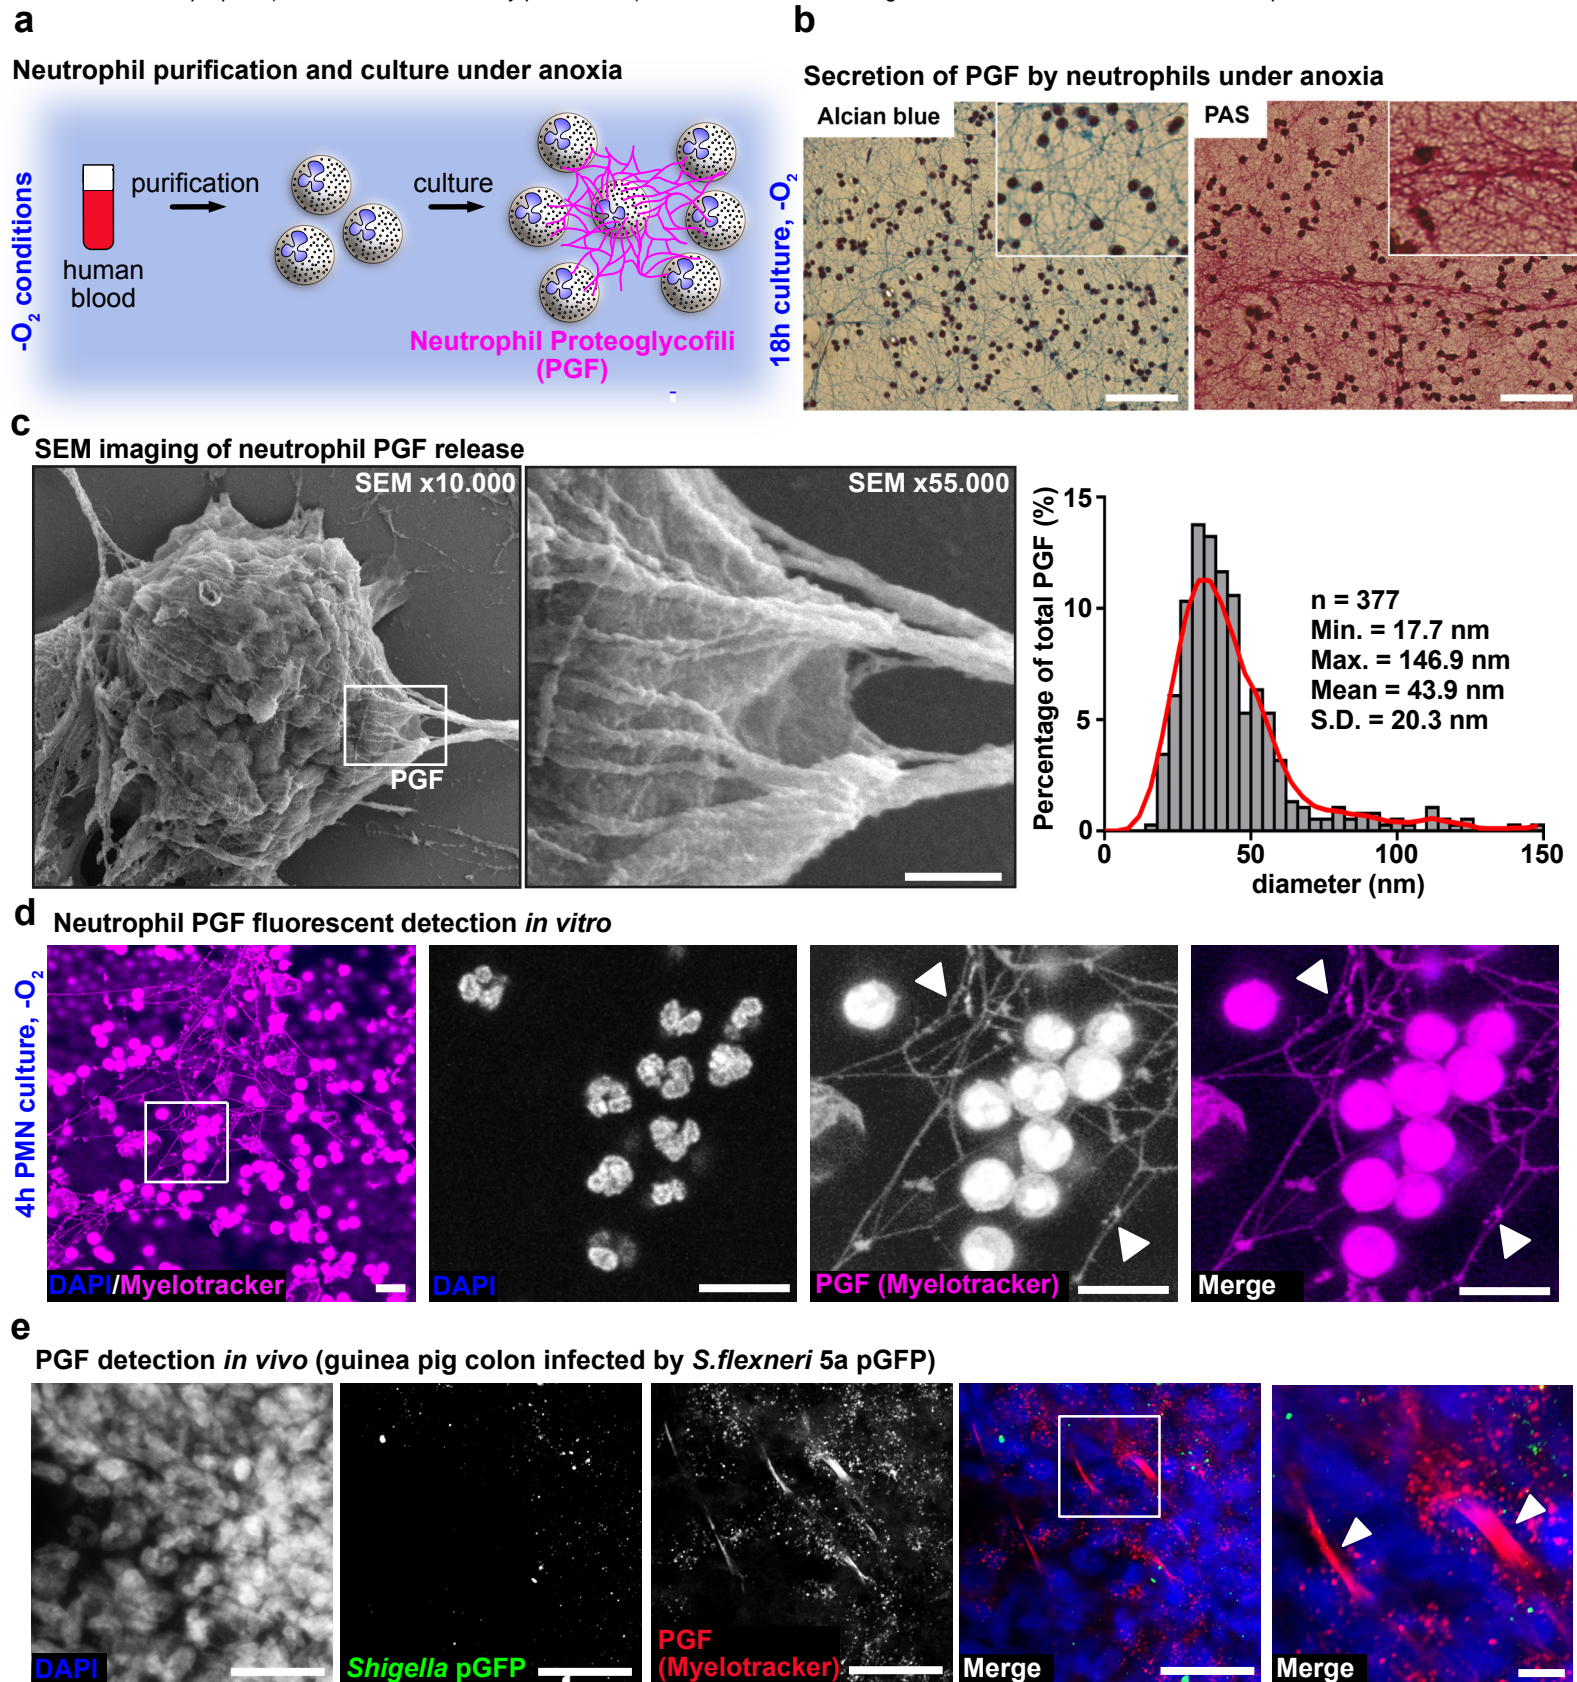 a
Neutrophil purification and culture under anoxia
-O2 conditions
human
blood
purification
culture
Neutrophil Proteoglycofili
(PGF)
b
Secretion of PGF by neutrophils under anoxia
18h culture, -O2
Alcian blue
PAS
c
SEM imaging of neutrophil PGF release
SEM x10.000
PGF
SEM x55.000
Percentage of total PGF (%)
15
10
5
0
0
50
100
150
diameter (nm)
n = 377
Min. = 17.7 nm
Max. = 146.9 nm
Mean = 43.9 nm
S.D. = 20.3 nm
d
Neutrophil PGF fluorescent detection in vitro
4h PMN culture, -O2
DAPI/Myelotracker
DAPI
PGF (Myelotracker)
Merge
e
PGF detection in vivo (guinea pig colon infected by S.flexneri 5a pGFP)
DAPI
Shigella pGFP
PGF
(Myelotracker)
Merge
Merge